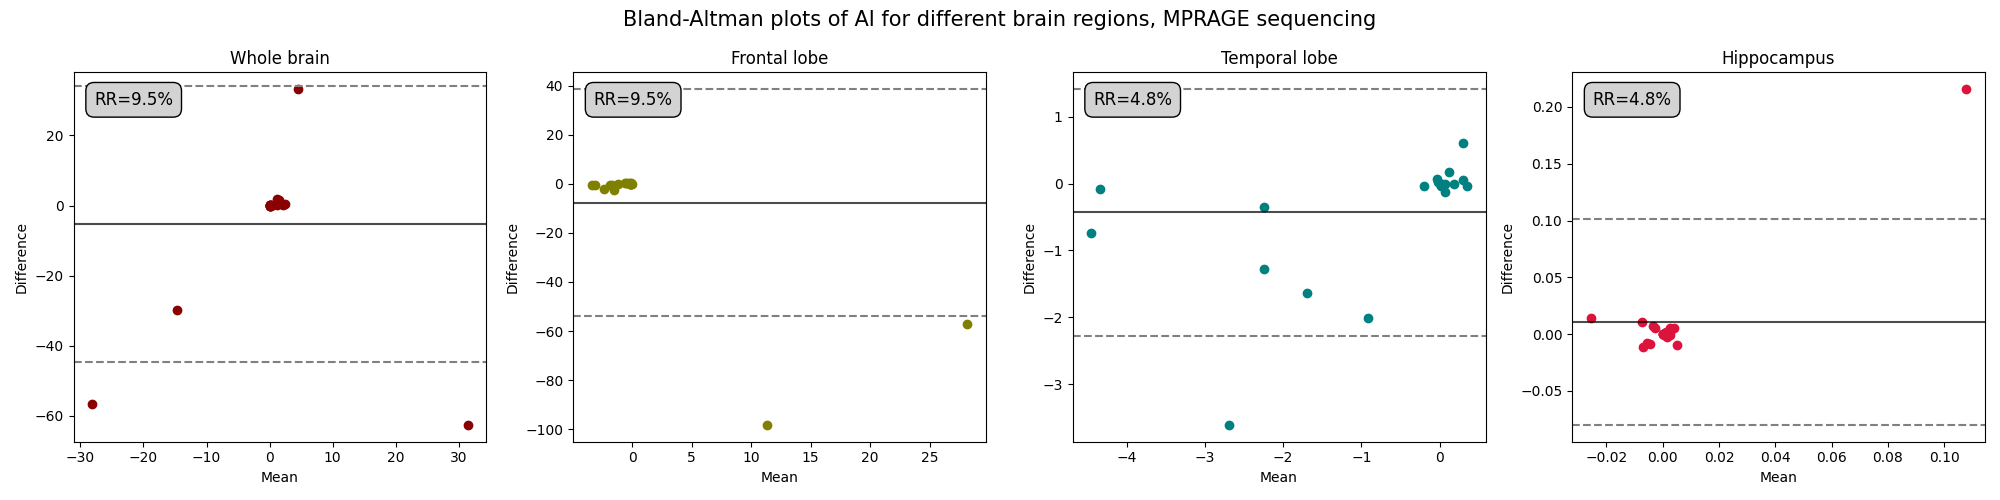 Bland-Altman plots of AI for different brain regions, MPRAGE sequencing
Whole brain
RR=9.5%
Difference
20
0
−20
−40
−60
−30 −20 −10 0 10 20 30
Mean
Frontal lobe
RR=9.5%
Difference
40
20
0
−20
−40
−60
−80
−100
0 5 10 15 20 25
Mean
Temporal lobe
RR=4.8%
Difference
1
0
−1
−2
−3
−4 −3 −2 −1 0
Mean
Hippocampus
RR=4.8%
Difference
0.20
0.15
0.10
0.05
0.00
−0.05
−0.02 0.00 0.02 0.04 0.06 0.08 0.10
Mean